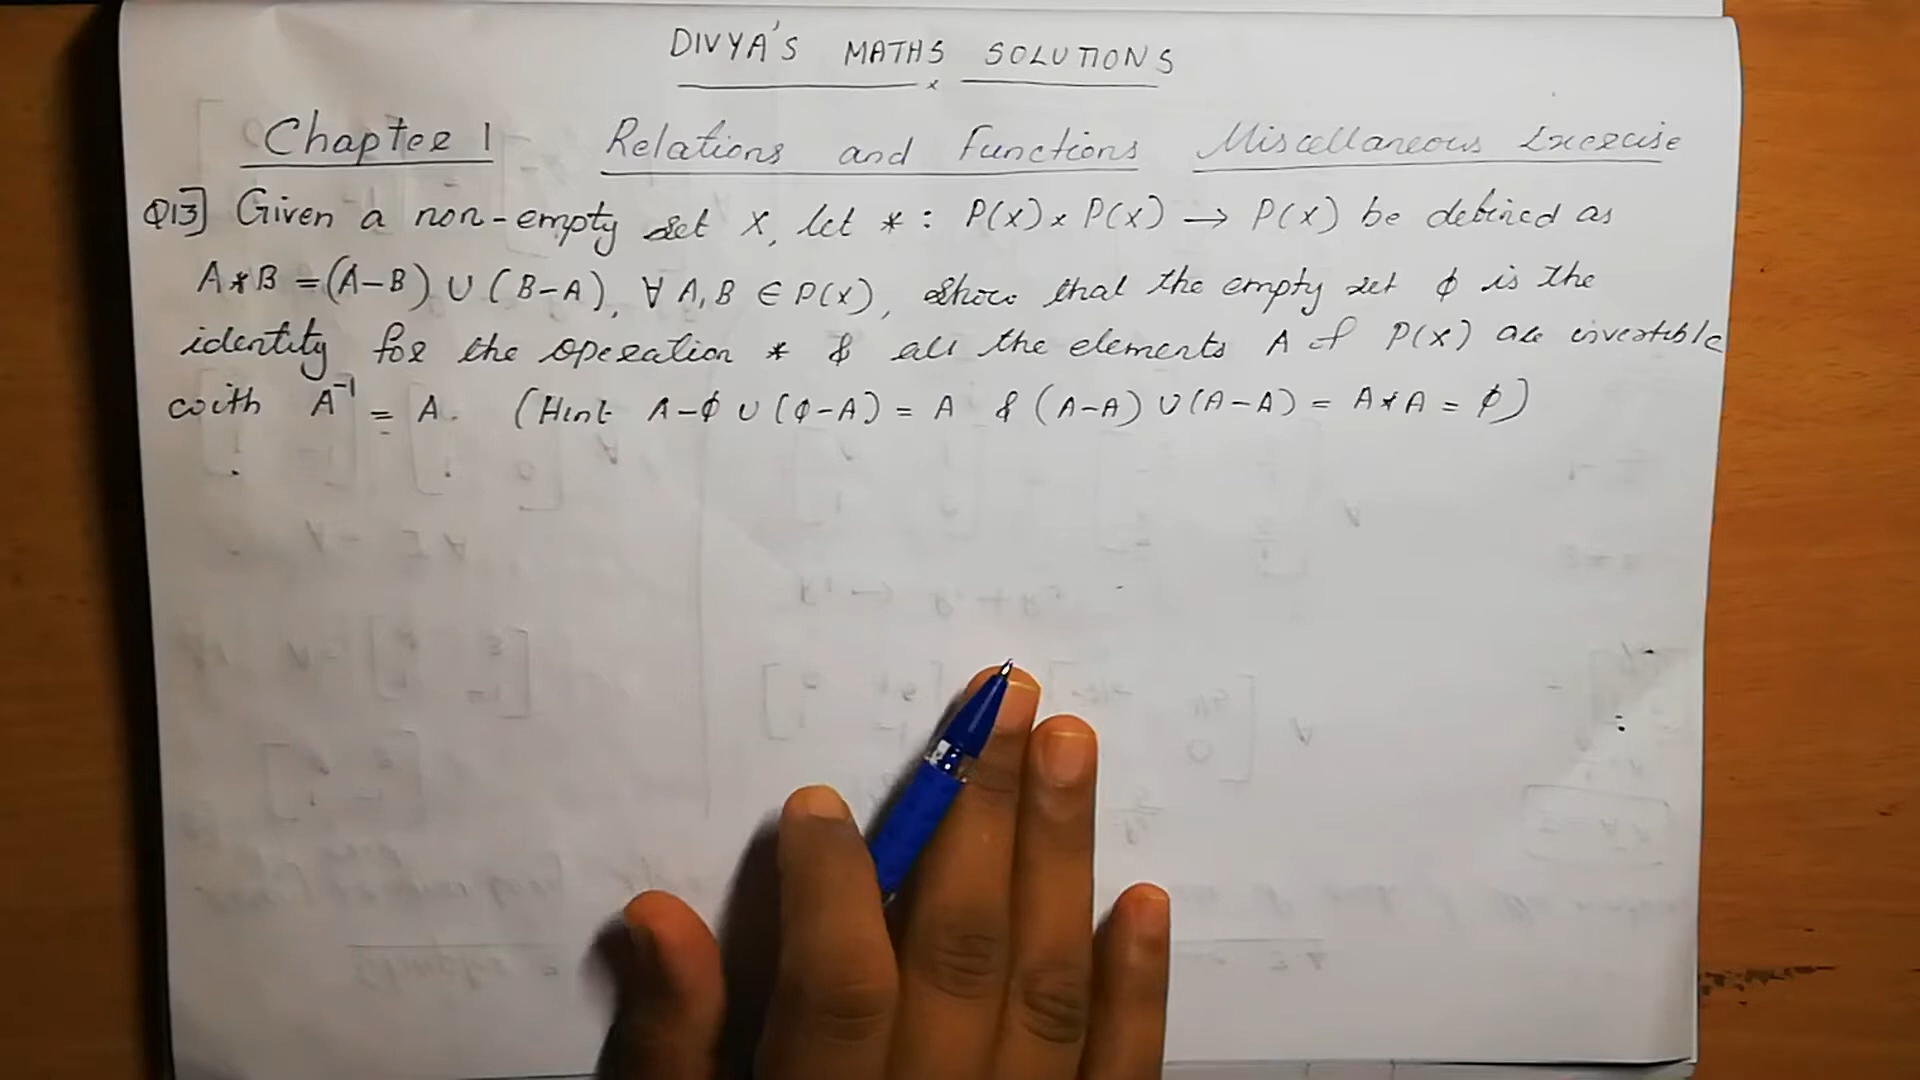 DIVYA'S MATHS SOLUTIONS
Chapter 1 Relations and Functions Miscellaneous Exercise
Q13] Given a non-empty set X, let * : P(X) × P(X) → P(X) be defined as
A*B = (A-B) ∪ (B-A), ∀ A,B ∈ P(X), show that the empty set ϕ is the
identity for the operation * & all the elements A of P(X) are invertible
with A⁻¹ = A. (Hint A-ϕ ∪ (ϕ-A) = A & (A-A) ∪ (A-A) = A*A = ϕ)